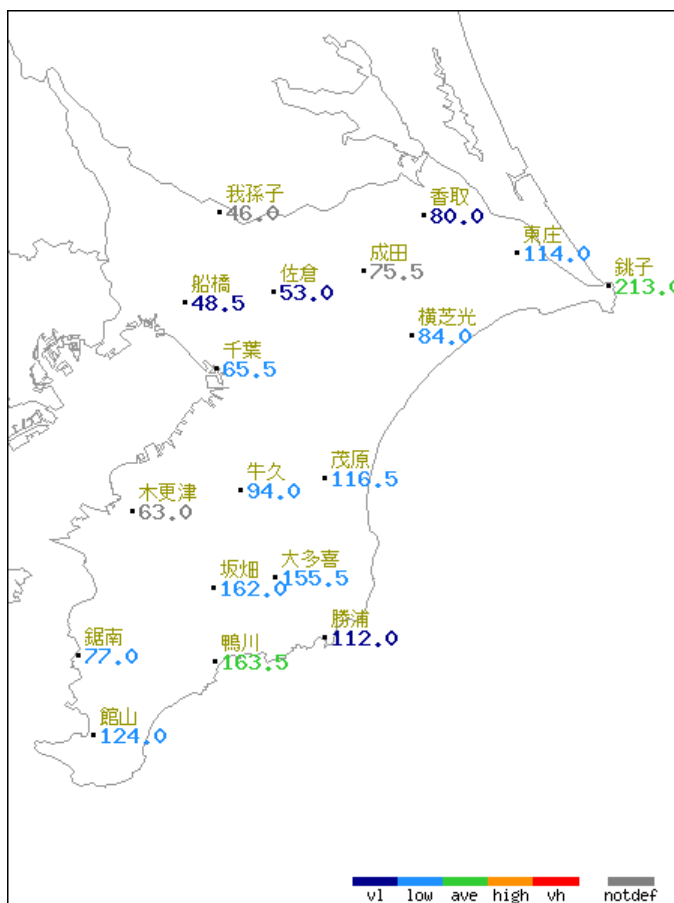 我孫子
46.0
香取
80.0
東庄
114.0
成田
75.5
銚子
213.0
船橋
48.5
佐倉
53.0
横芝光
84.0
千葉
65.5
茂原
116.5
牛久
94.0
木更津
63.0
大多喜
155.5
坂畑
162.0
勝浦
112.0
鋸南
77.0
鴨川
163.5
館山
124.0
vl low ave high vh notdef